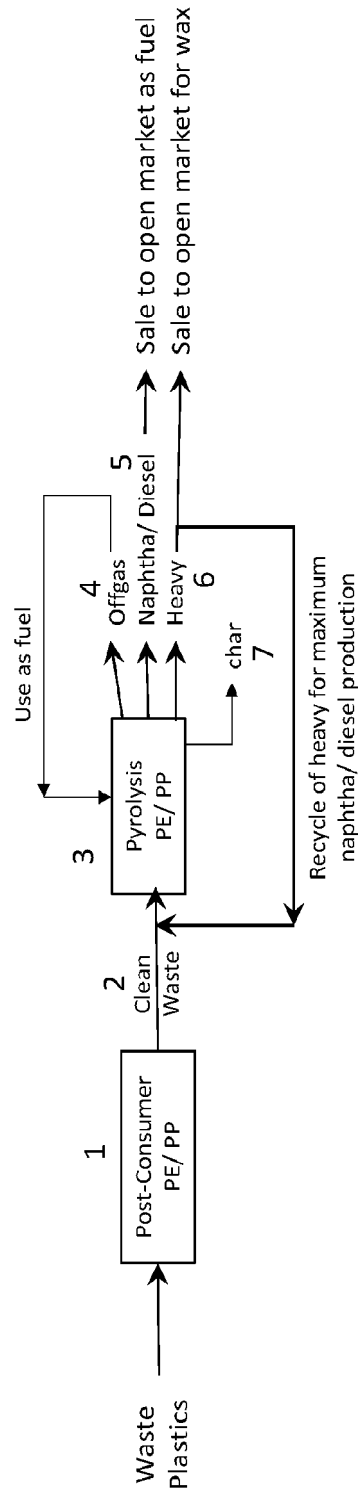 Waste
Plastics
1
Post-Consumer
PE/ PP
2
Clean
Waste
3
Pyrolysis
PE/ PP
Use as fuel
4
Offgas
5
Naphtha/ Diesel
Heavy
6
char
7
Recycle of heavy for maximum
naphtha/ diesel production
Sale to open market as fuel
Sale to open market for wax